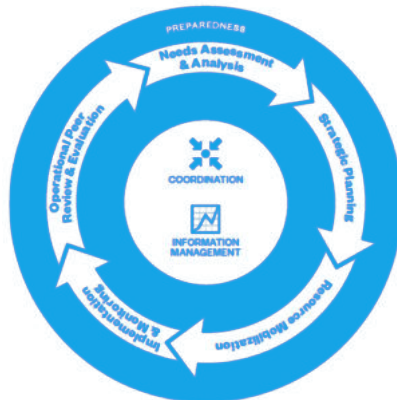 PREPAREDNESS
Needs Assessment
& Analysis
Strategic Planning
Resource Mobilization
Implementation
& Monitoring
Operational Peer
Review & Evaluation
COORDINATION
INFORMATION
MANAGEMENT